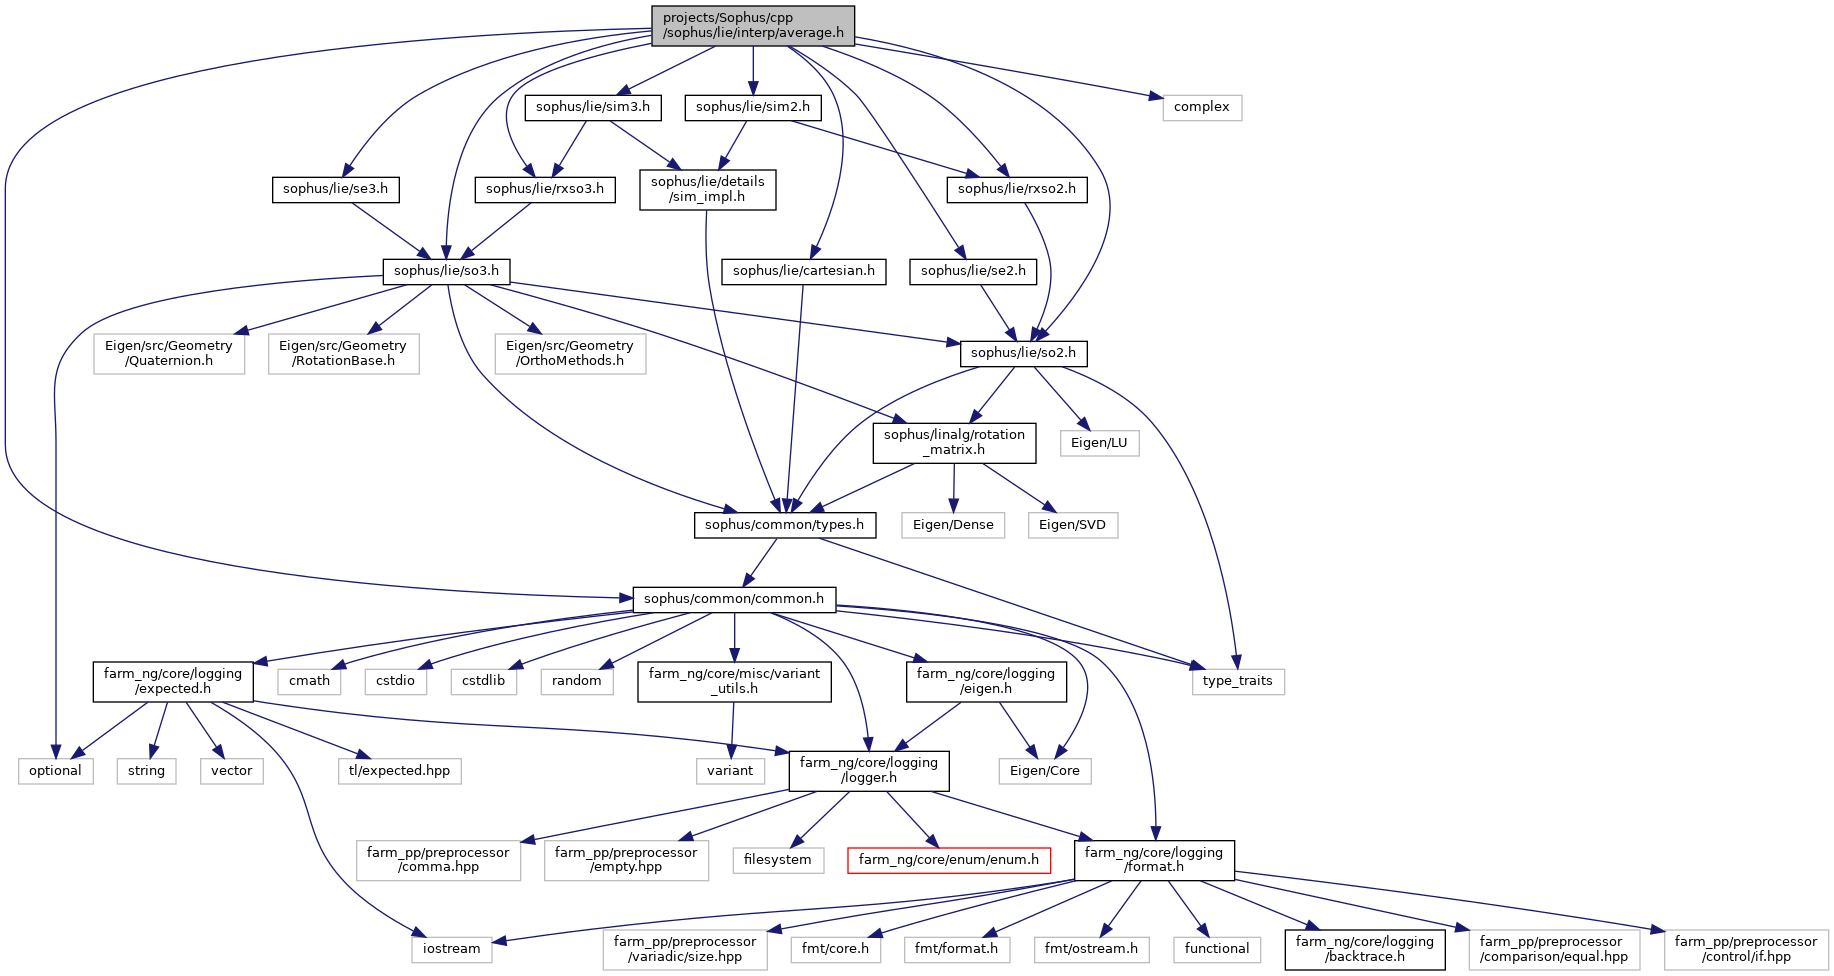 projects/Sophus/cpp
/sophus/lie/interp/average.h
sophus/lie/sim3.h
sophus/lie/sim2.h
complex
sophus/lie/se3.h
sophus/lie/rxso3.h
sophus/lie/details
/sim_impl.h
sophus/lie/rxso2.h
sophus/lie/so3.h
sophus/lie/cartesian.h
sophus/lie/se2.h
Eigen/src/Geometry
/Quaternion.h
Eigen/src/Geometry
/RotationBase.h
Eigen/src/Geometry
/OrthoMethods.h
sophus/lie/so2.h
sophus/linalg/rotation
_matrix.h
Eigen/LU
sophus/common/types.h
Eigen/Dense
Eigen/SVD
sophus/common/common.h
farm_ng/core/logging
/expected.h
cmath
cstdio
cstdlib
random
farm_ng/core/misc/variant
_utils.h
farm_ng/core/logging
/eigen.h
type_traits
optional
string
vector
tl/expected.hpp
variant
farm_ng/core/logging
/logger.h
Eigen/Core
farm_pp/preprocessor
/comma.hpp
farm_pp/preprocessor
/empty.hpp
filesystem
farm_ng/core/enum/enum.h
farm_ng/core/logging
/format.h
iostream
farm_pp/preprocessor
/variadic/size.hpp
fmt/core.h
fmt/format.h
fmt/ostream.h
functional
farm_ng/core/logging
/backtrace.h
farm_pp/preprocessor
/comparison/equal.hpp
farm_pp/preprocessor
/control/if.hpp